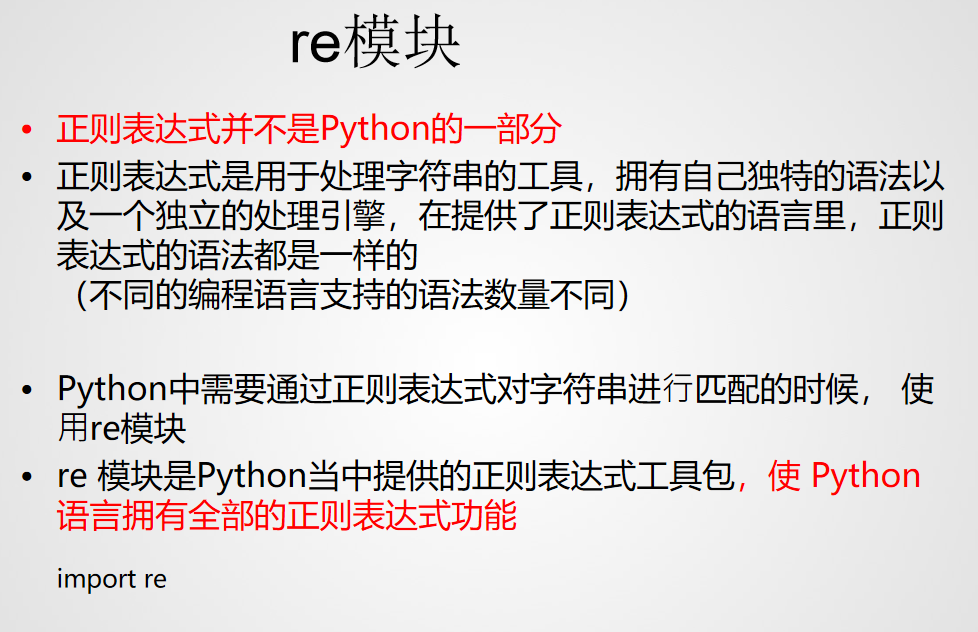 re模块
• 正则表达式并不是Python的一部分
• 正则表达式是用于处理字符串的工具，拥有自己独特的语法以
及一个独立的处理引擎，在提供了正则表达式的语言里，正则
表达式的语法都是一样的
（不同的编程语言支持的语法数量不同）
• Python中需要通过正则表达式对字符串进行匹配的时候， 使
用re模块
• re 模块是Python当中提供的正则表达式工具包，使 Python
语言拥有全部的正则表达式功能
import re